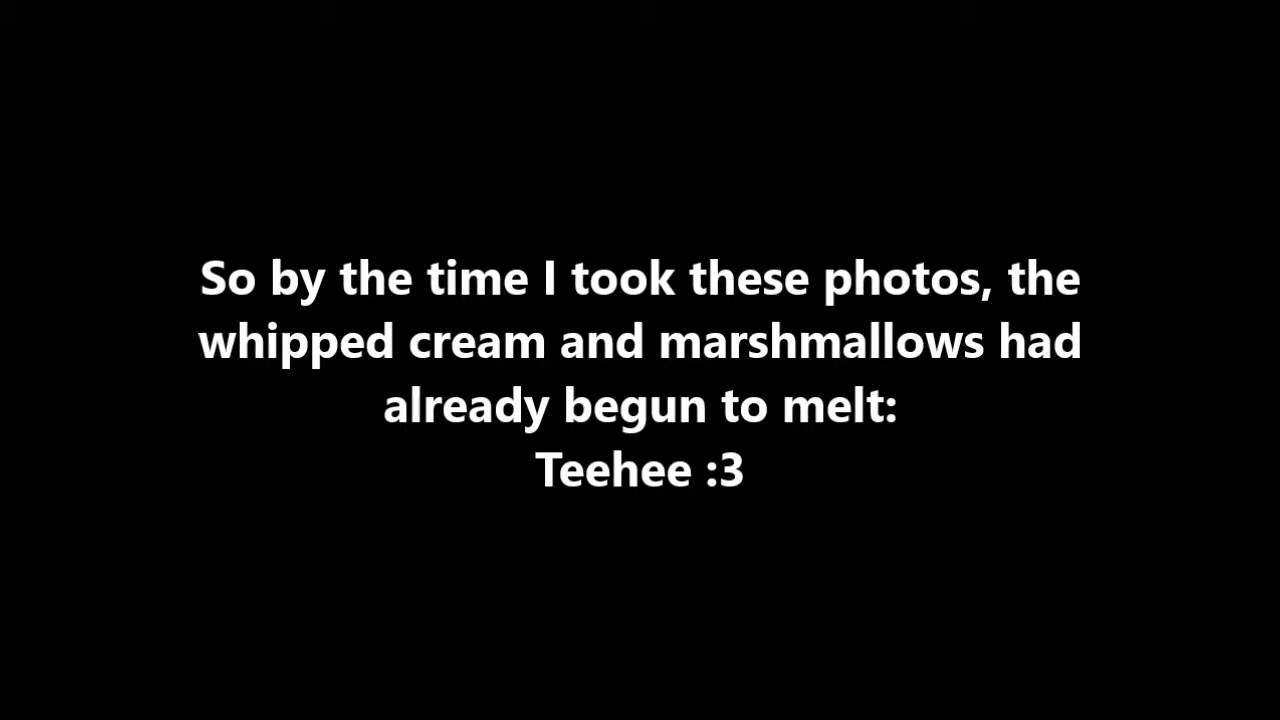 So by the time I took these photos, the
whipped cream and marshmallows had
already begun to melt:
Teehee :3